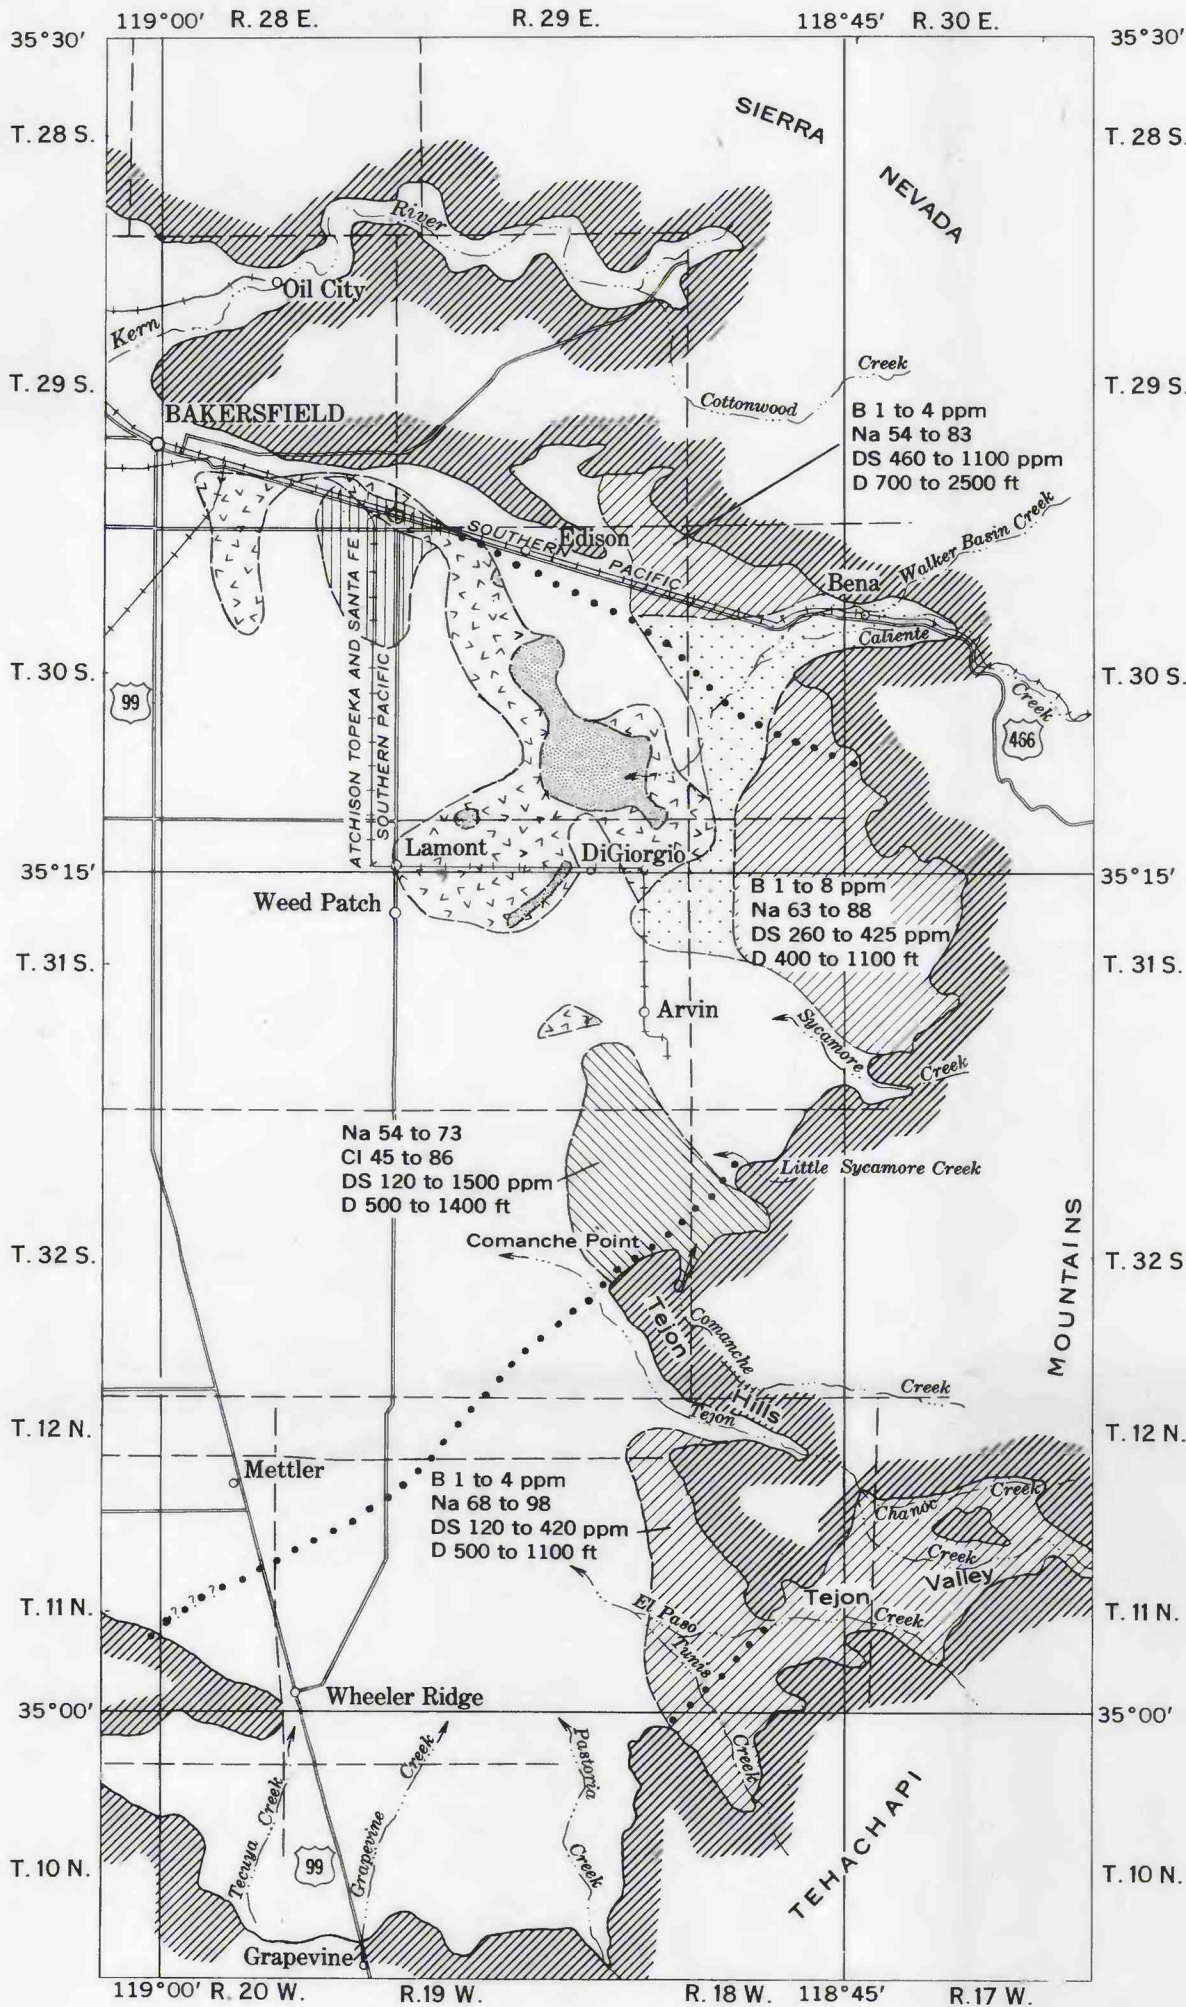 119°00' R. 28 E. R. 29 E. 118°45' R. 30 E.
35°30' 35°30'
SIERRA
T. 28 S. T. 28 S.
NEVADA
River
Oil City
Kern
Creek
T. 29 S. T. 29 S.
Cottonwood
BAKERSFIELD
B 1 to 4 ppm
Na 54 to 83
DS 460 to 1100 ppm
D 700 to 2500 ft
SOUTHERN PACIFIC
Edison
Walker Basin Creek
Bena
Caliente
Creek
ATCHISON TOPEKA AND SANTA FE
SOUTHERN PACIFIC
T. 30 S. T. 30 S.
99
466
Lamont
DiGiorgio
35°15' 35°15'
Weed Patch
B 1 to 8 ppm
Na 63 to 88
DS 260 to 425 ppm
D 400 to 1100 ft
T. 31 S. T. 31 S.
Arvin
Sycamore
Creek
Na 54 to 73
Cl 45 to 86
DS 120 to 1500 ppm
D 500 to 1400 ft
Little Sycamore Creek
Comanche Point
T. 32 S. T. 32 S
MOUNTAINS
Tejon
Hills
Comanche
Creek
Tejon
T. 12 N. T. 12 N.
Mettler
B 1 to 4 ppm
Na 68 to 98
DS 120 to 420 ppm
D 500 to 1100 ft
Chanoc
Creek
Creek
Valley
Tejon
Creek
El Paso
Tunis
Creek
? ? ? ?
T. 11 N. T. 11 N.
Wheeler Ridge
35°00' 35°00'
Tecuya Creek
Grapevine Creek
Pastoria
Creek
TEHACHAPI
T. 10 N. T. 10 N.
99
Grapevine
119°00' R. 20 W. R. 19 W. R. 18 W. 118°45' R. 17 W.